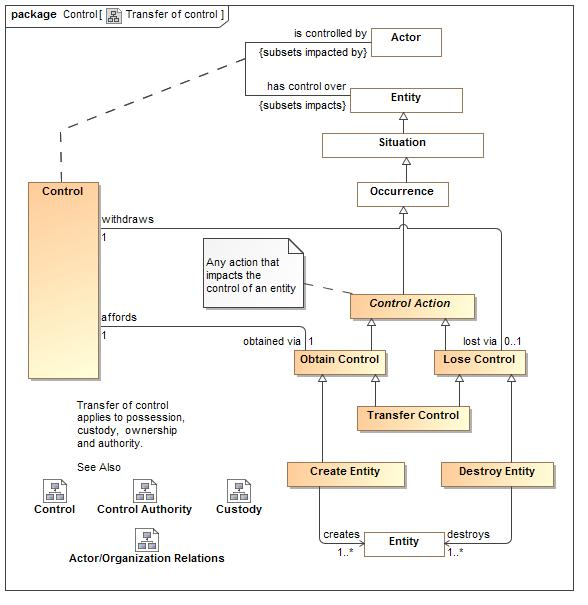 package Control[ Transfer of control ]
is controlled by
Actor
{subsets impacted by}
has control over
Entity
{subsets impacts}
Situation
Control
Occurrence
withdraws
1
Any action that
impacts the
control of an entity
Control Action
affords
1
obtained via 1
lost via 0..1
Obtain Control
Lose Control
Transfer of control
applies to possession,
custody, ownership
and authority.
Transfer Control
See Also
Create Entity
Destroy Entity
Control
Control Authority
Custody
creates
Entity
destroys
1..*
1..*
Actor/Organization Relations